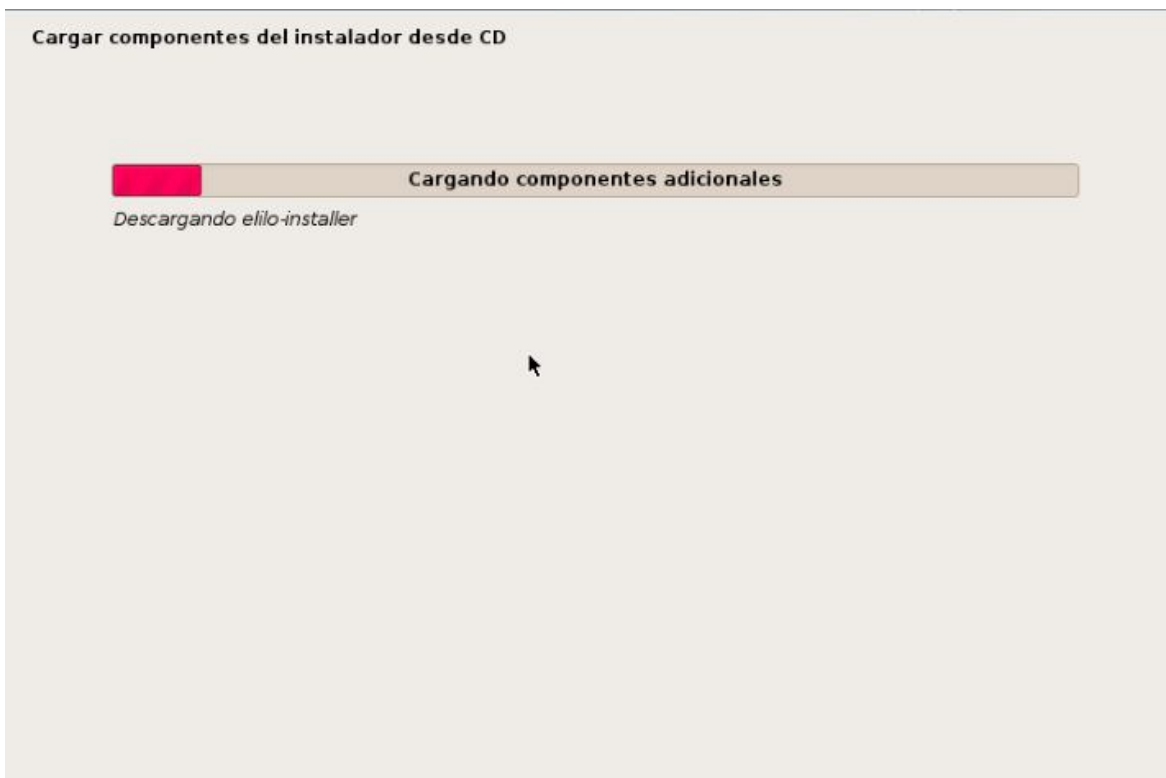 Cargar componentes del instalador desde CD
Cargando componentes adicionales
Descargando elilo-installer